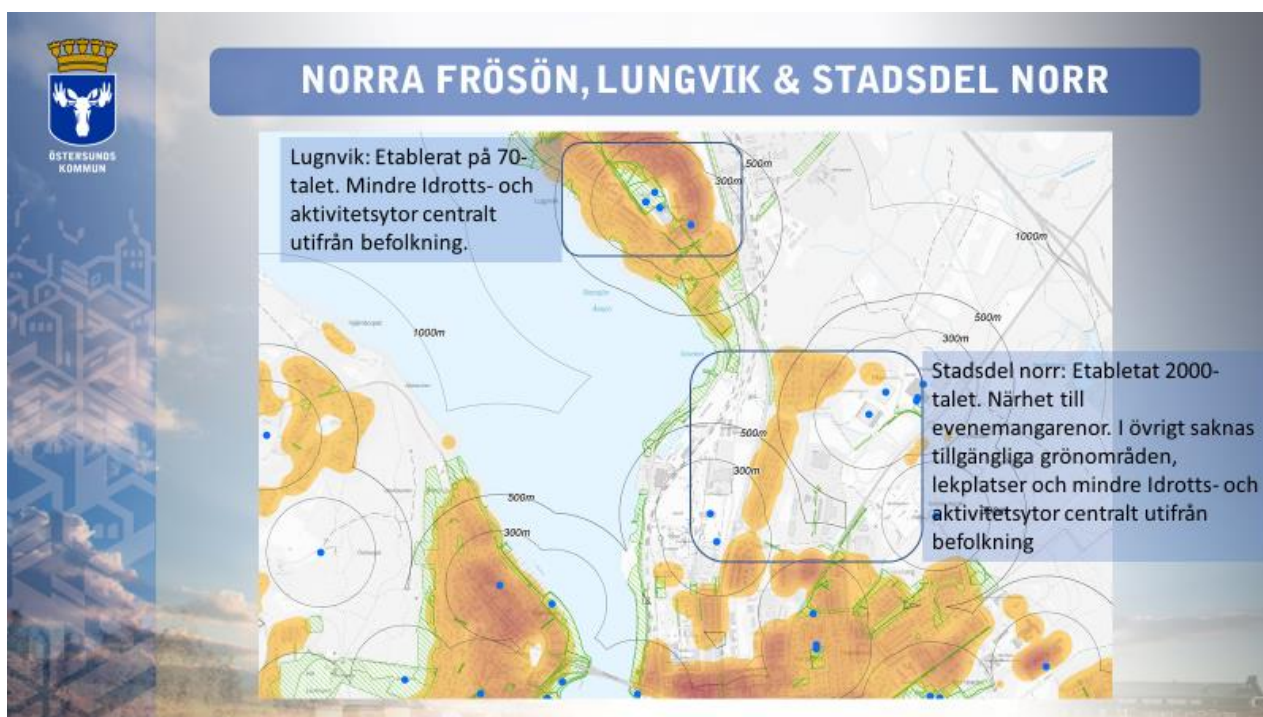 ÖSTERSUNDS
KOMMUN
NORRA FRÖSÖN, LUNGVIK & STADSDEL NORR
Lugnvik: Etablerat på 70-
talet. Mindre Idrotts- och
aktivitetsytor centralt
utifrån befolkning.
500m
300m
Lugnvik
1000m
1000m
500m
300m
Stadsdel norr: Etabletat 2000-
talet. Närhet till
evenemangarenor. I övrigt saknas
tillgängliga grönområden,
lekplatser och mindre Idrotts- och
aktivitetsytor centralt utifrån
befolkning
500m
300m
500m
300m